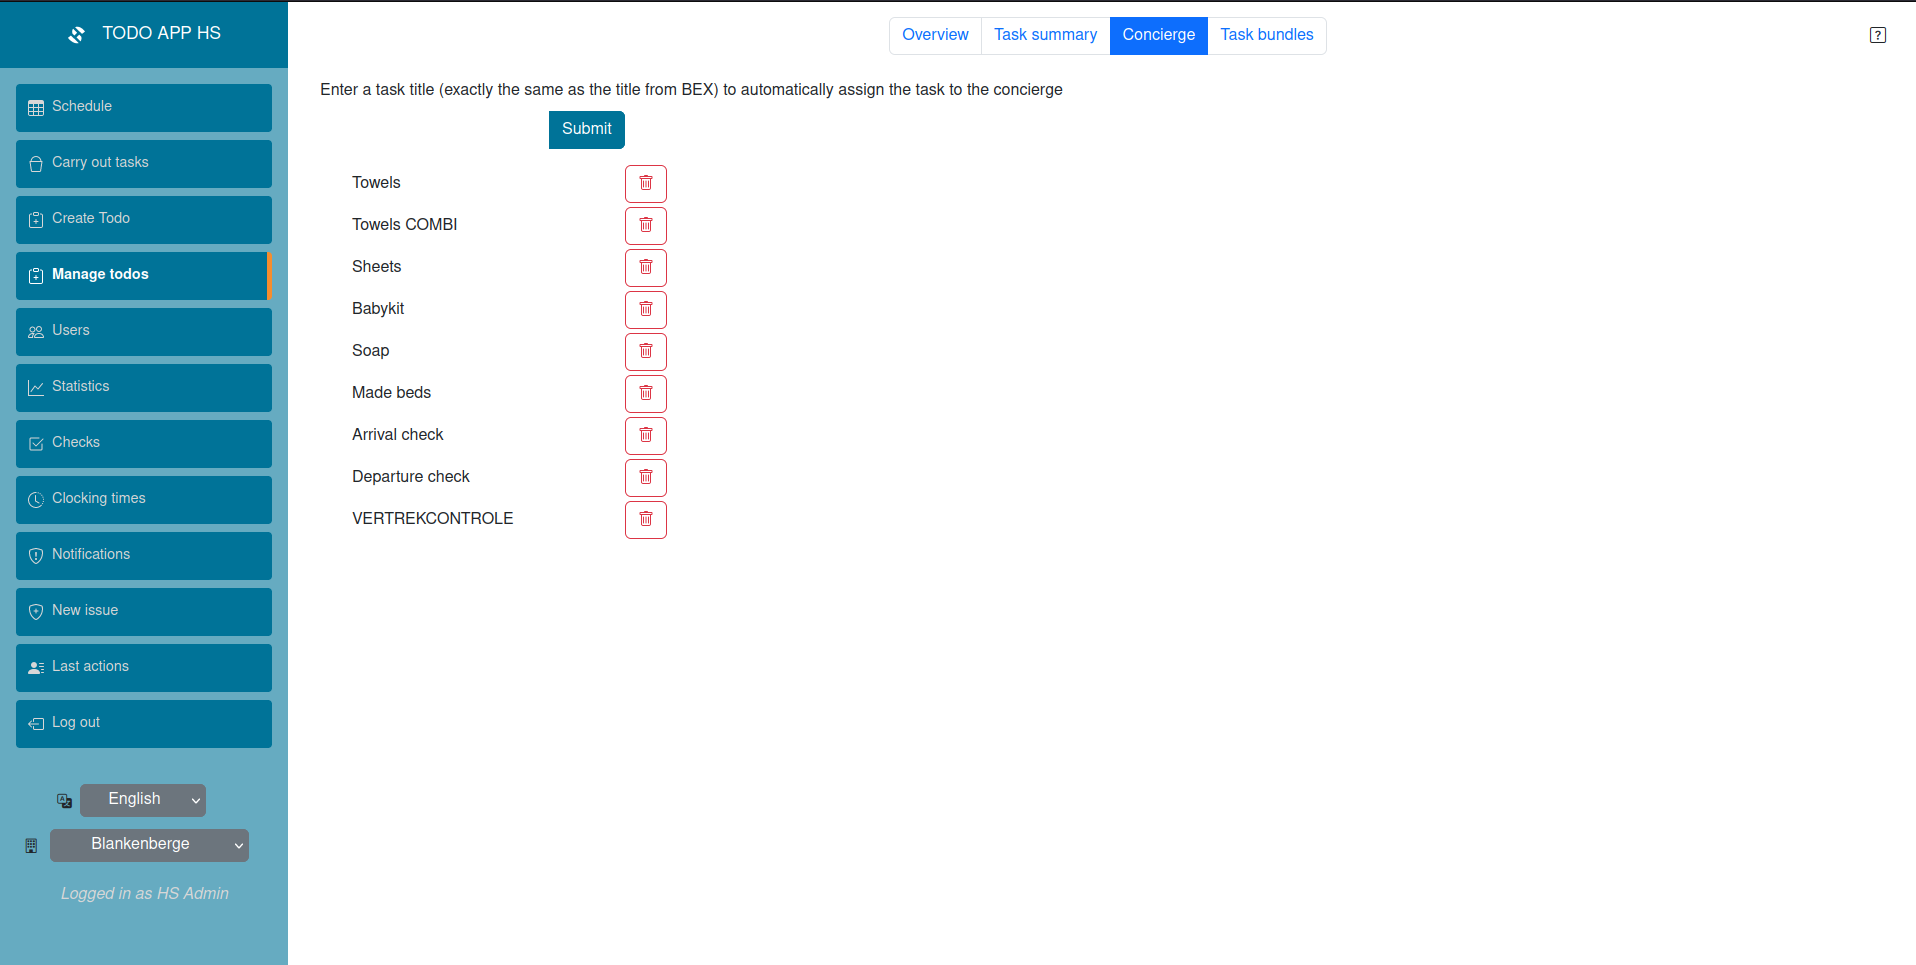 TODO APP HS
Overview
Task summary
Concierge
Task bundles
?
Schedule
Carry out tasks
Create Todo
Manage todos
Users
Statistics
Checks
Clocking times
Notifications
New issue
Last actions
Log out
English
Blankenberge
Logged in as HS Admin
Enter a task title (exactly the same as the title from BEX) to automatically assign the task to the concierge
Submit
Towels
Towels COMBI
Sheets
Babykit
Soap
Made beds
Arrival check
Departure check
VERTREKCONTROLE